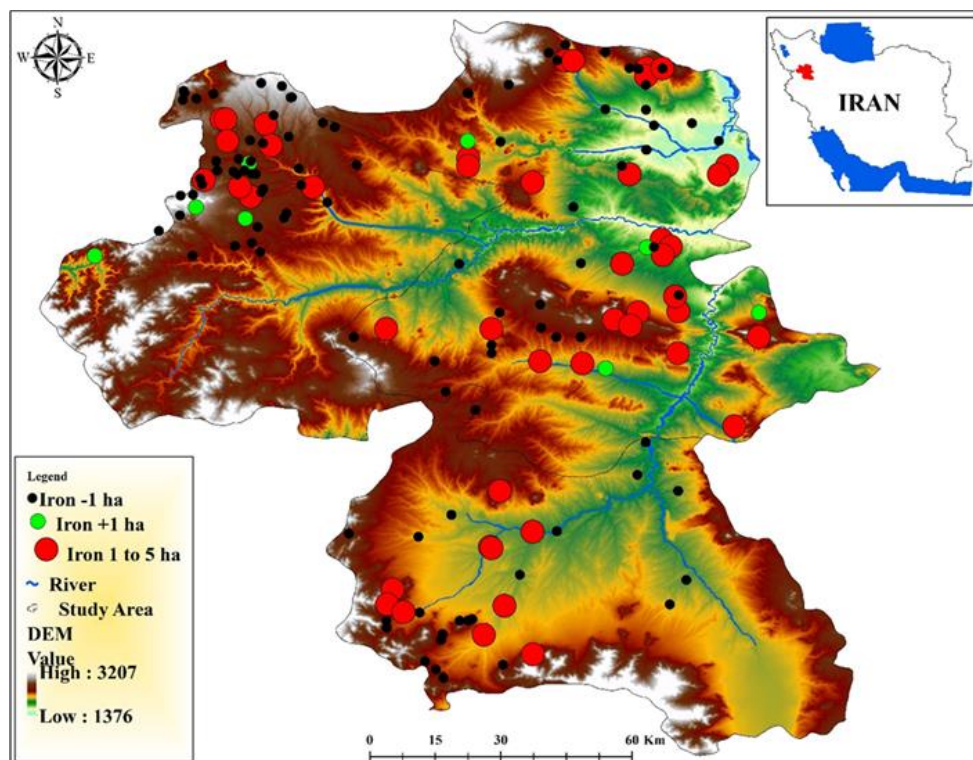 N
W E
S
IRAN
Legend
Iron -1 ha
Iron +1 ha
Iron 1 to 5 ha
River
Study Area
DEM
Value
High : 3207
Low : 1376
0 15 30 60 Km